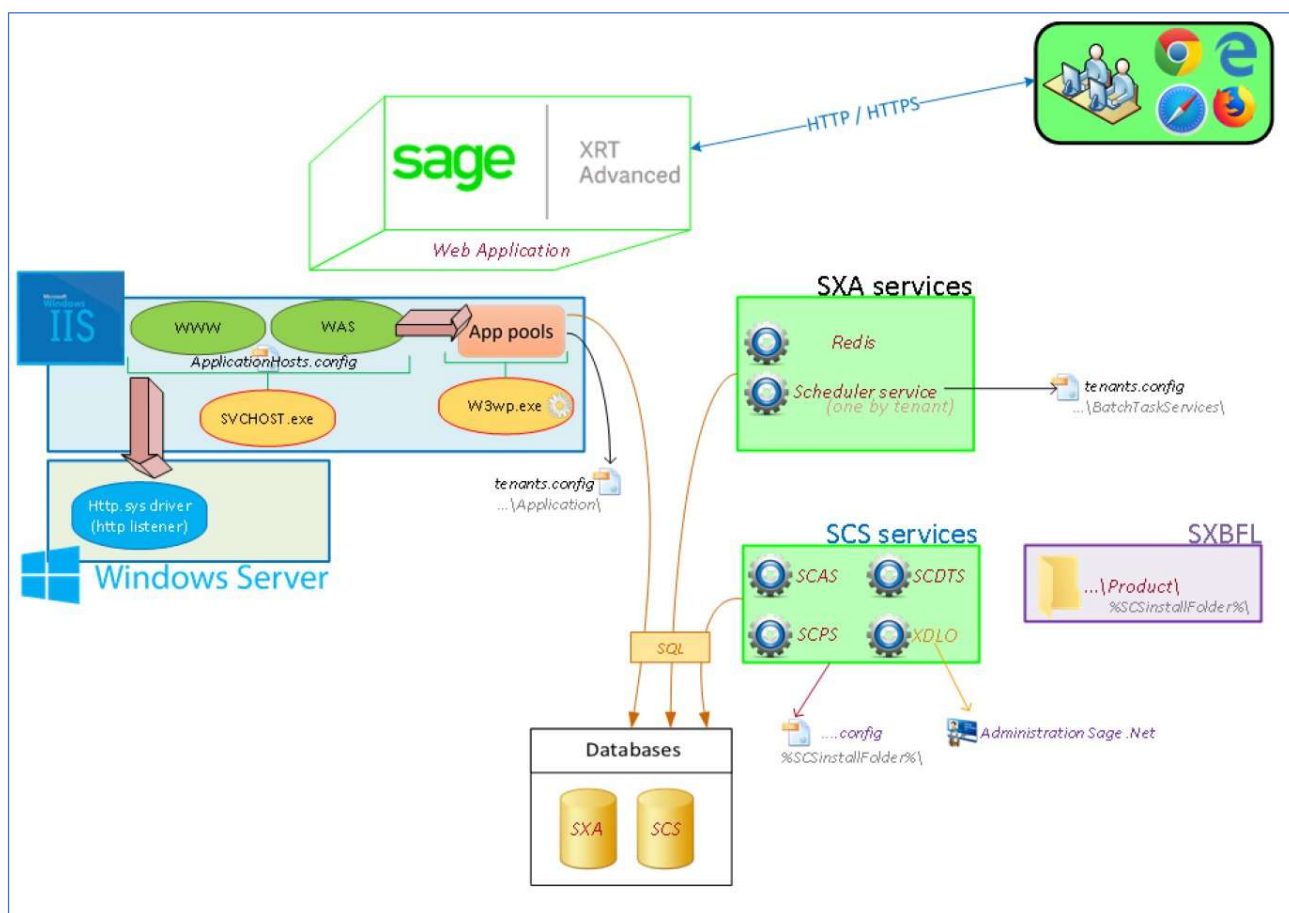 HTTP / HTTPS
sage
XRT
Advanced
Web Application
Microsoft
Windows
IIS
WWW
WAS
App pools
ApplicationHosts.config
SVCHOST.exe
W3wp.exe
tenants.config
...\Application\
Http.sys driver
(http listener)
Windows Server
SXA services
Redis
Scheduler service
(one by tenant)
tenants.config
...\BatchTaskServices\
SCS services
SCAS
SCDTS
SCPS
XDLO
SXBFL
...\Product\
%SCSinstallFolder%\
SQL
....config
%SCSinstallFolder%\
Administration Sage .Net
Databases
SXA
SCS